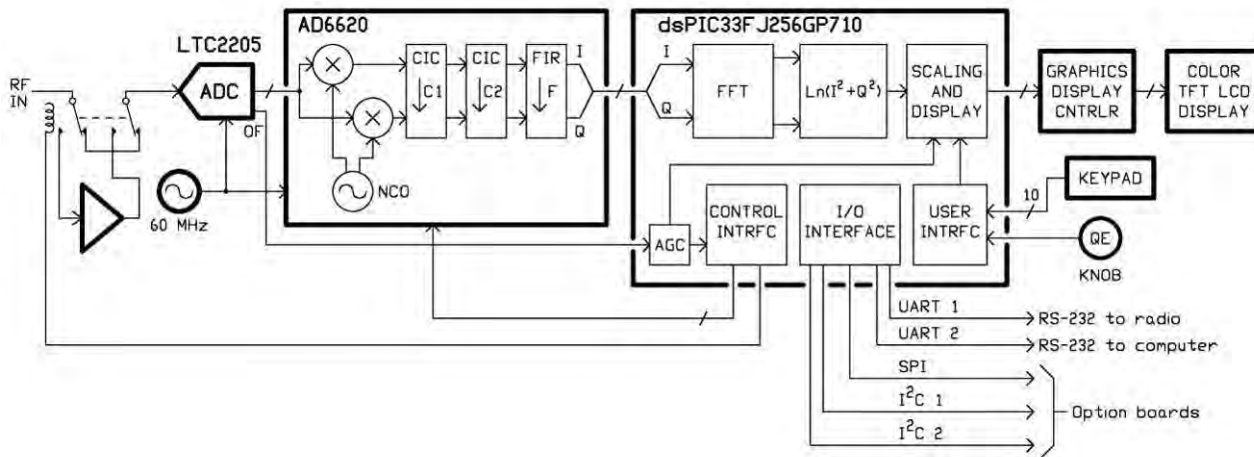 AD6620
dsPIC33FJ256GP710
LTC2205
RF
IN
ADC
OF
60 MHz
NCO
CIC
C1
CIC
C2
FIR
F
I
Q
I
Q
FFT
Ln(I²+Q²)
SCALING
AND
DISPLAY
GRAPHICS
DISPLAY
CNTRLR
COLOR
TFT LCD
DISPLAY
AGC
CONTROL
INTRFC
I/O
INTERFACE
USER
INTRFC
10
KEYPAD
QE
KNOB
UART 1
RS-232 to radio
UART 2
RS-232 to computer
SPI
I²C 1
Option boards
I²C 2